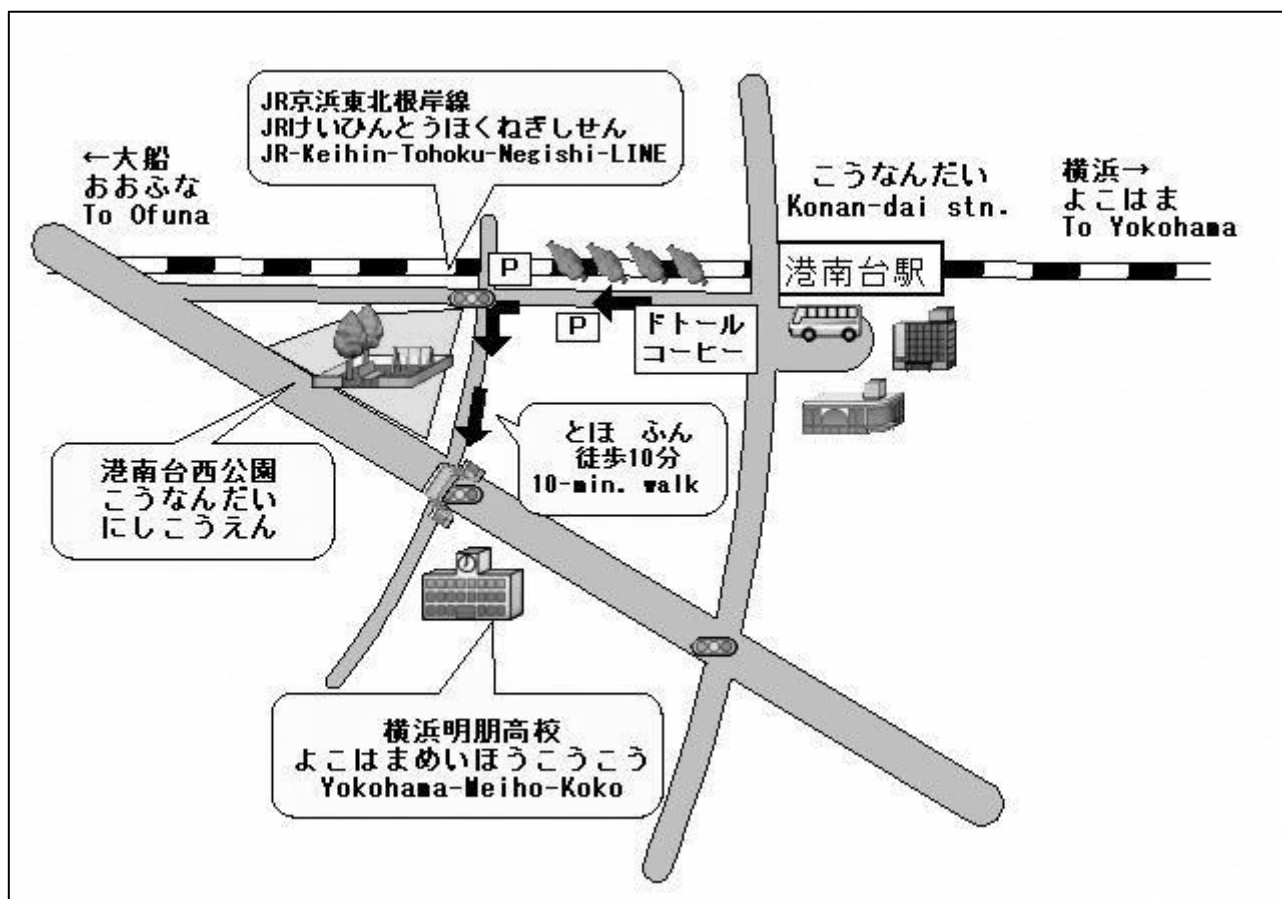 JR京浜東北根岸線
JRけいひんとうほくねぎしせん
JR-Keihin-Tohoku-Negishi-LINE
←大船
おおふな
To Ofuna
こうなんだい
Konan-dai stn.
横浜→
よこはま
To Yokohama
港南台駅
P
P
ドトール
コーヒー
港南台西公園
こうなんだい
にしこうえん
とほ ふん
徒歩10分
10-min. walk
横浜明朋高校
よこはまめいほうこうこう
Yokohama-Meiho-Koko